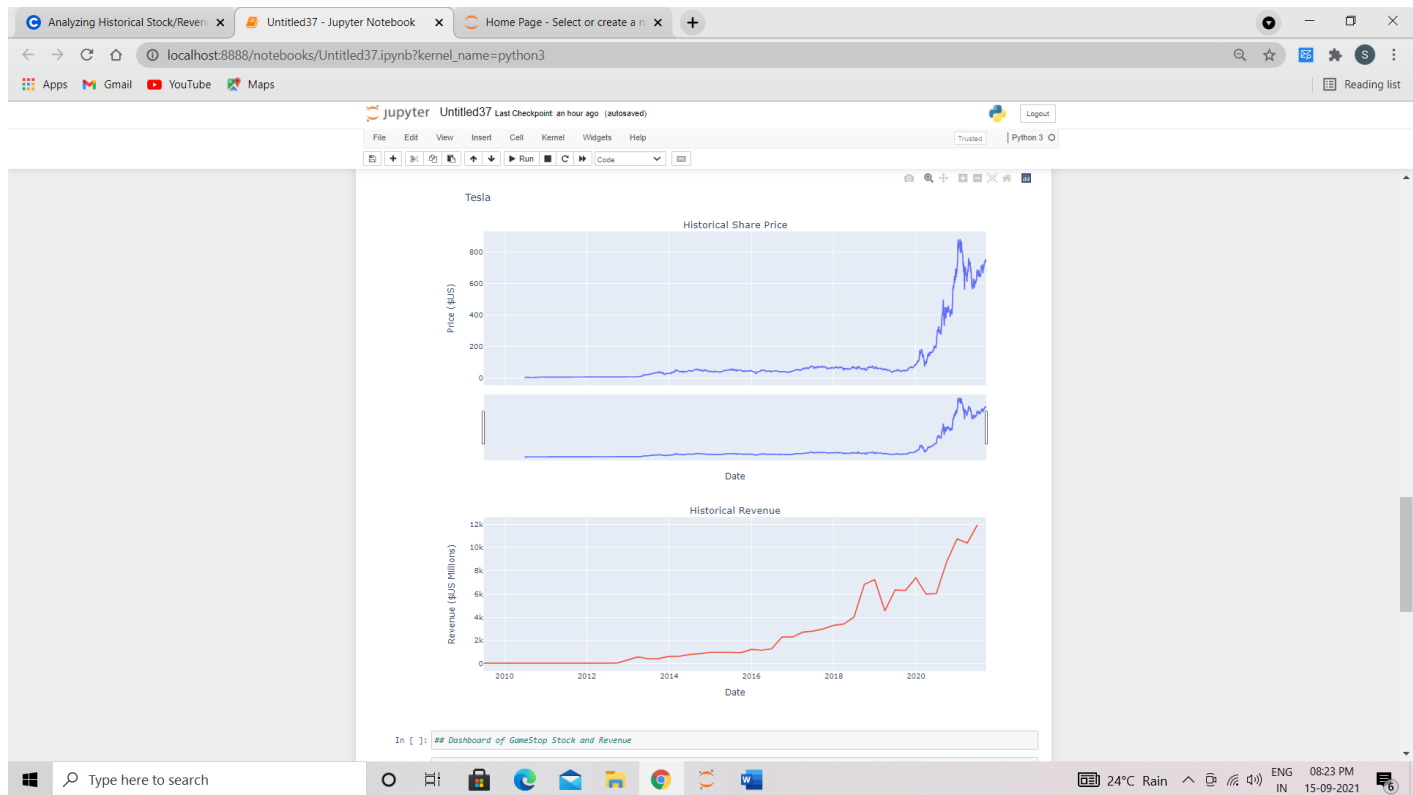 Analyzing Historical Stock/Reven
Untitled37 - Jupyter Notebook
Home Page - Select or create a n
localhost:8888/notebooks/Untitled37.ipynb?kernel_name=python3
S
Apps
Gmail
YouTube
Maps
Reading list
jupyter Untitled37 Last Checkpoint: an hour ago (autosaved)
Logout
File Edit View Insert Cell Kernel Widgets Help
Trusted
Python 3
Run
Code
Tesla
Historical Share Price
800
600
400
200
0
Price ($US)
Date
Historical Revenue
12k
10k
8k
6k
4k
2k
0
Revenue ($US Millions)
2010 2012 2014 2016 2018 2020
Date
In [ ]: ## Dashboard of GameStop Stock and Revenue
Type here to search
24°C Rain
ENG
IN
08:23 PM
15-09-2021
6